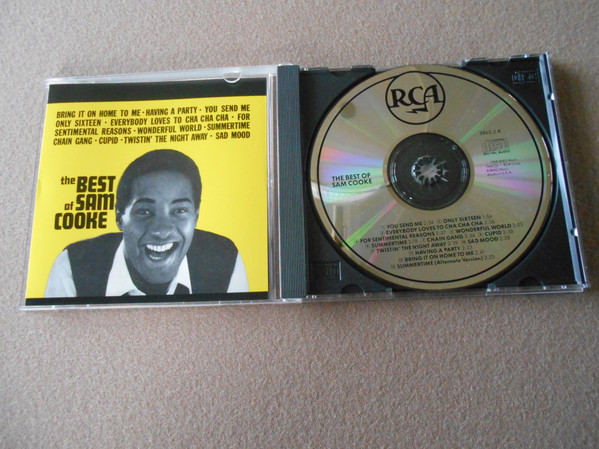 BRING IT ON HOME TO ME · HAVING A PARTY · YOU SEND ME
ONLY SIXTEEN · EVERYBODY LOVES TO CHA CHA CHA · FOR
SENTIMENTAL REASONS · WONDERFUL WORLD · SUMMERTIME
CHAIN GANG · CUPID · TWISTIN' THE NIGHT AWAY · SAD MOOD
the BEST
of SAM
COOKE
RCA
THE BEST OF
SAM COOKE
YOU SEND ME ONLY SIXTEEN
EVERYBODY LOVES TO CHA CHA CHA
FOR SENTIMENTAL REASONS WONDERFUL WORLD
SUMMERTIME CHAIN GANG CUPID
TWISTIN' THE NIGHT AWAY SAD MOOD
HAVING A PARTY
BRING IT ON HOME TO ME
SUMMERTIME (Alternate Version)